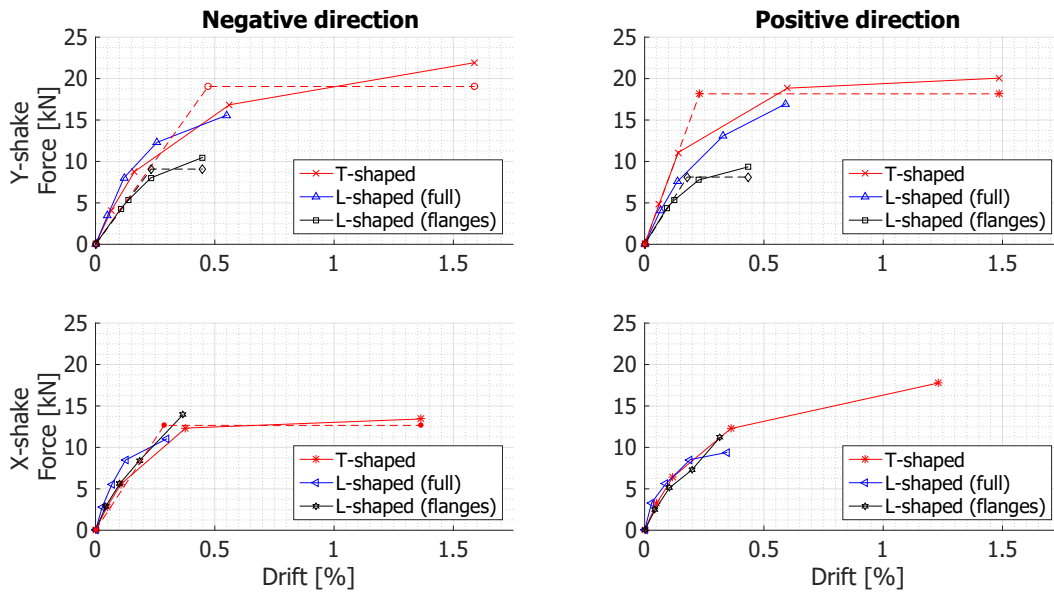 Negative direction
Positive direction
Y-shake
Force [kN]
25
20
15
10
5
0
0
0.5
1
1.5
T-shaped
L-shaped (full)
L-shaped (flanges)
25
20
15
10
5
0
0
0.5
1
1.5
T-shaped
L-shaped (full)
L-shaped (flanges)
X-shake
Force [kN]
25
20
15
10
5
0
0
0.5
1
1.5
T-shaped
L-shaped (full)
L-shaped (flanges)
Drift [%]
25
20
15
10
5
0
0
0.5
1
1.5
T-shaped
L-shaped (full)
L-shaped (flanges)
Drift [%]